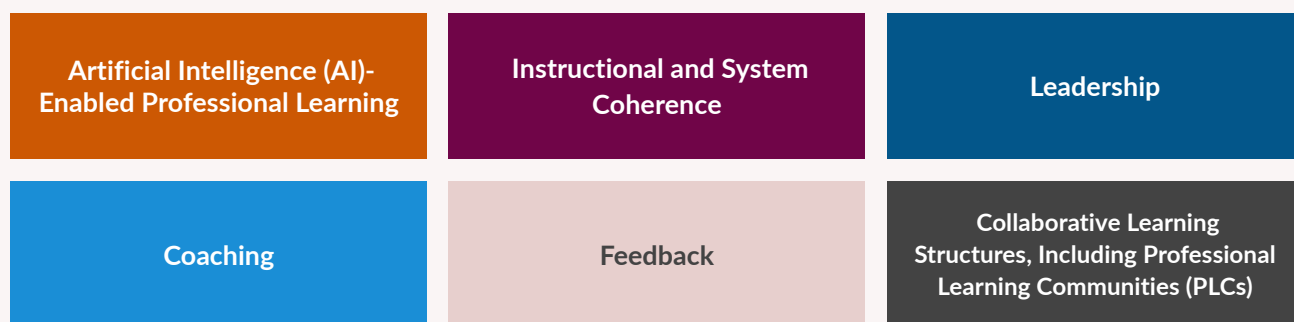 Artificial Intelligence (AI)-
Enabled Professional Learning
Instructional and System
Coherence
Leadership
Coaching
Feedback
Collaborative Learning
Structures, Including Professional
Learning Communities (PLCs)